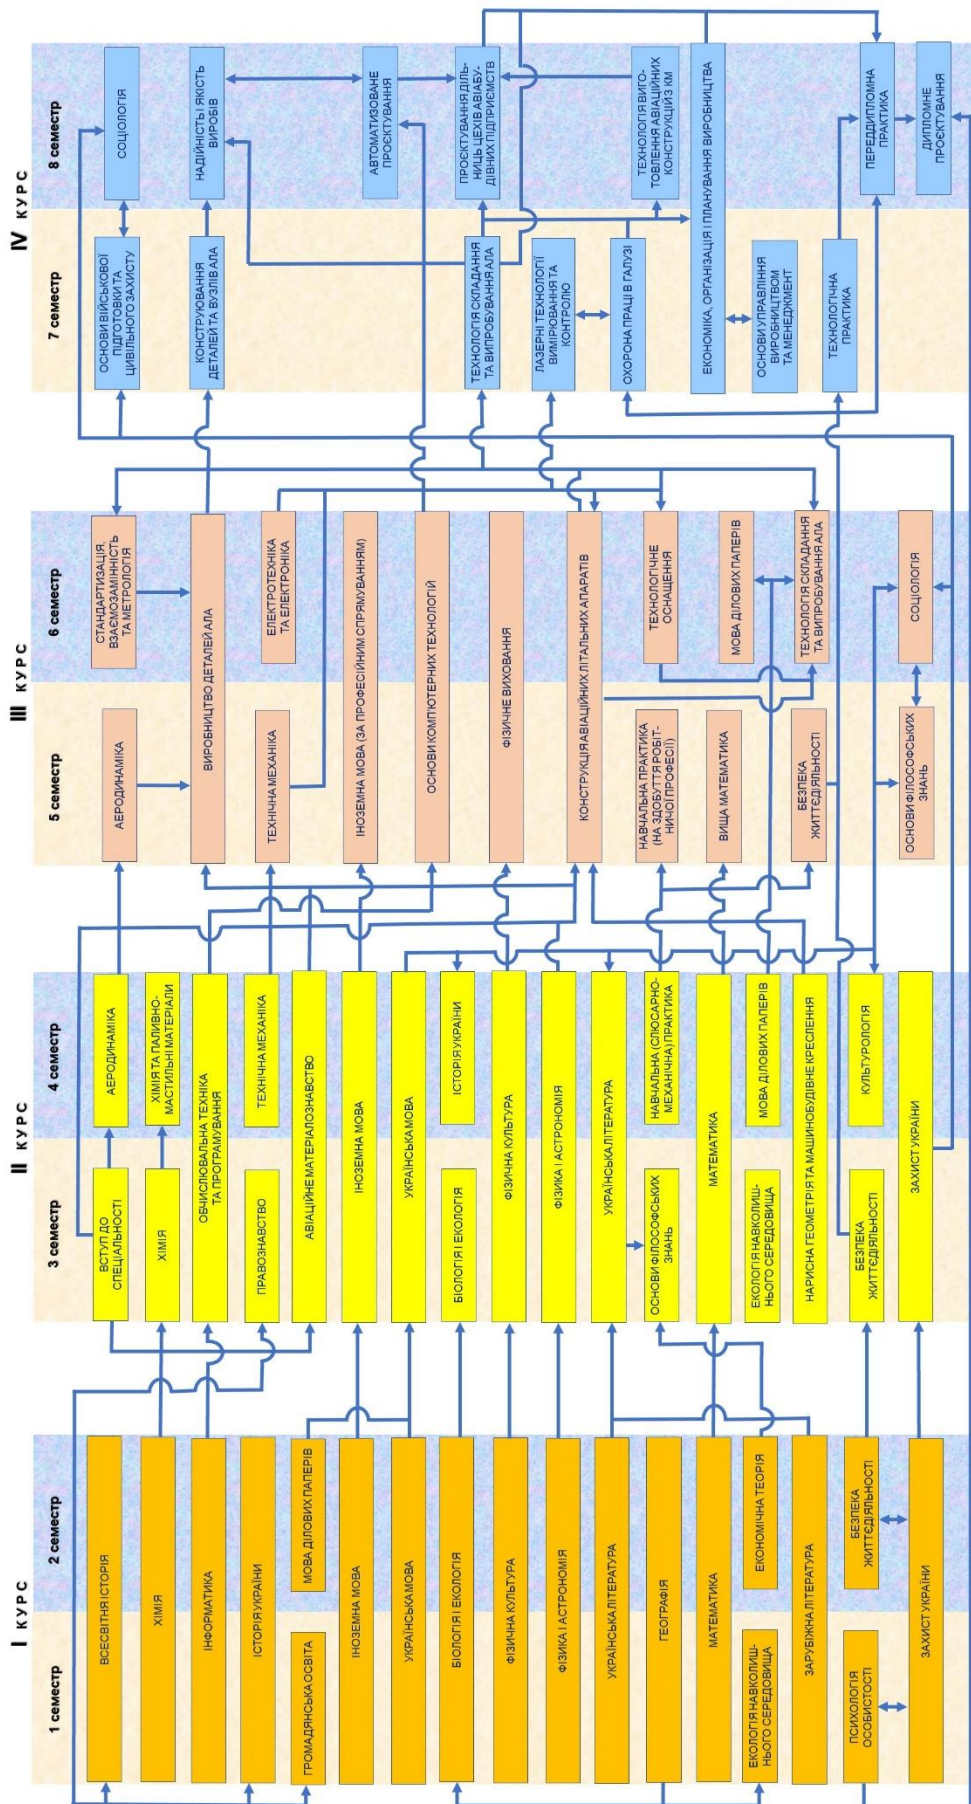 I КУРС
1 семестр
2 семестр
ВСЕСВІТНЯ ІСТОРІЯ
ХІМІЯ
ІНФОРМАТИКА
ІСТОРІЯ УКРАЇНИ
ГРОМАДЯНСЬКА ОСВІТА
МОВА ДІЛОВИХ ПАПЕРІВ
ІНОЗЕМНА МОВА
УКРАЇНСЬКА МОВА
БІОЛОГІЯ І ЕКОЛОГІЯ
ФІЗИЧНА КУЛЬТУРА
ФІЗИКА І АСТРОНОМІЯ
УКРАЇНСЬКА ЛІТЕРАТУРА
ГЕОГРАФІЯ
МАТЕМАТИКА
ЕКОЛОГІЯ НАВКОЛИШ-
НЬОГО СЕРЕДОВИЩА
ЕКОНОМІЧНА ТЕОРІЯ
ЗАРУБІЖНА ЛІТЕРАТУРА
ПСИХОЛОГІЯ
ОСОБИСТОСТІ
БЕЗПЕКА
ЖИТТЄДІЯЛЬНОСТІ
ЗАХИСТ УКРАЇНИ
II КУРС
3 семестр
4 семестр
ВСТУП ДО
СПЕЦІАЛЬНОСТІ
АЕРОДИНАМІКА
ХІМІЯ
ХІМІЯ ТА ПАЛИВНО-
МАСТИЛЬНІ МАТЕРІАЛИ
ОБЧИСЛЮВАЛЬНА ТЕХНІКА
ТА ПРОГРАМУВАННЯ
ПРАВОЗНАВСТВО
ТЕХНІЧНА МЕХАНІКА
АВІАЦІЙНЕ МАТЕРІАЛОЗНАВСТВО
ІНОЗЕМНА МОВА
УКРАЇНСЬКА МОВА
БІОЛОГІЯ І ЕКОЛОГІЯ
ІСТОРІЯ УКРАЇНИ
ФІЗИЧНА КУЛЬТУРА
ФІЗИКА І АСТРОНОМІЯ
УКРАЇНСЬКА ЛІТЕРАТУРА
ОСНОВИ ФІЛОСОФСЬКИХ
ЗНАНЬ
НАВЧАЛЬНА (СЛЮСАРНО-
МЕХАНІЧНА) ПРАКТИКА
МАТЕМАТИКА
ЕКОЛОГІЯ НАВКОЛИШ-
НЬОГО СЕРЕДОВИЩА
МОВА ДІЛОВИХ ПАПЕРІВ
НАРИСНА ГЕОМЕТРІЯ ТА МАШИНОБУДІВНЕ КРЕСЛЕННЯ
БЕЗПЕКА
ЖИТТЄДІЯЛЬНОСТІ
КУЛЬТУРОЛОГІЯ
ЗАХИСТ УКРАЇНИ
III КУРС
5 семестр
6 семестр
АЕРОДИНАМІКА
СТАНДАРТИЗАЦІЯ,
ВЗАЄМОЗАМІННІСТЬ
ТА МЕТРОЛОГІЯ
ВИРОБНИЦТВО ДЕТАЛЕЙ АЛА
ТЕХНІЧНА МЕХАНІКА
ЕЛЕКТРОТЕХНІКА
ТА ЕЛЕКТРОНІКА
ІНОЗЕМНА МОВА (ЗА ПРОФЕСІЙНИМ СПРЯМУВАННЯМ)
ОСНОВИ КОМП'ЮТЕРНИХ ТЕХНОЛОГІЙ
ФІЗИЧНЕ ВИХОВАННЯ
КОНСТРУКЦІЯ АВІАЦІЙНИХ ЛІТАЛЬНИХ АПАРАТІВ
НАВЧАЛЬНА ПРАКТИКА
(НА ЗДОБУТТЯ РОБІТ-
НИЧОЇ ПРОФЕСІЇ)
ТЕХНОЛОГІЧНЕ
ОСНАЩЕННЯ
ВИЩА МАТЕМАТИКА
МОВА ДІЛОВИХ ПАПЕРІВ
БЕЗПЕКА
ЖИТТЄДІЯЛЬНОСТІ
ТЕХНОЛОГІЯ СКЛАДАННЯ
ТА ВИПРОБУВАННЯ АЛА
ОСНОВИ ФІЛОСОФСЬКИХ
ЗНАНЬ
СОЦІОЛОГІЯ
IV КУРС
7 семестр
8 семестр
ОСНОВИ ВІЙСЬКОВОЇ
ПІДГОТОВКИ ТА
ЦИВІЛЬНОГО ЗАХИСТУ
СОЦІОЛОГІЯ
КОНСТРУЮВАННЯ
ДЕТАЛЕЙ ТА ВУЗЛІВ АЛА
НАДІЙНІСТЬ І ЯКІСТЬ
ВИРОБІВ
АВТОМАТИЗОВАНЕ
ПРОЄКТУВАННЯ
ТЕХНОЛОГІЯ СКЛАДАННЯ
ТА ВИПРОБУВАННЯ АЛА
ПРОЄКТУВАННЯ ДІЛЬ-
НИЦЬ ЦЕХІВ АВІАБУ-
ДІВНИХ ПІДПРИЄМСТВ
ЛАЗЕРНІ ТЕХНОЛОГІЇ
ВИМІРЮВАННЯ ТА
КОНТРОЛЮ
ОХОРОНА ПРАЦІ В ГАЛУЗІ
ТЕХНОЛОГІЯ ВИГО-
ТОВЛЕННЯ АВІАЦІЙНИХ
КОНСТРУКЦІЙ З КМ
ЕКОНОМІКА, ОРГАНІЗАЦІЯ І ПЛАНУВАННЯ ВИРОБНИЦТВА
ОСНОВИ УПРАВЛІННЯ
ВИРОБНИЦТВОМ
ТА МЕНЕДЖМЕНТ
ТЕХНОЛОГІЧНА
ПРАКТИКА
ПЕРЕДДИПЛОМНА
ПРАКТИКА
ДИПЛОМНЕ
ПРОЄКТУВАННЯ